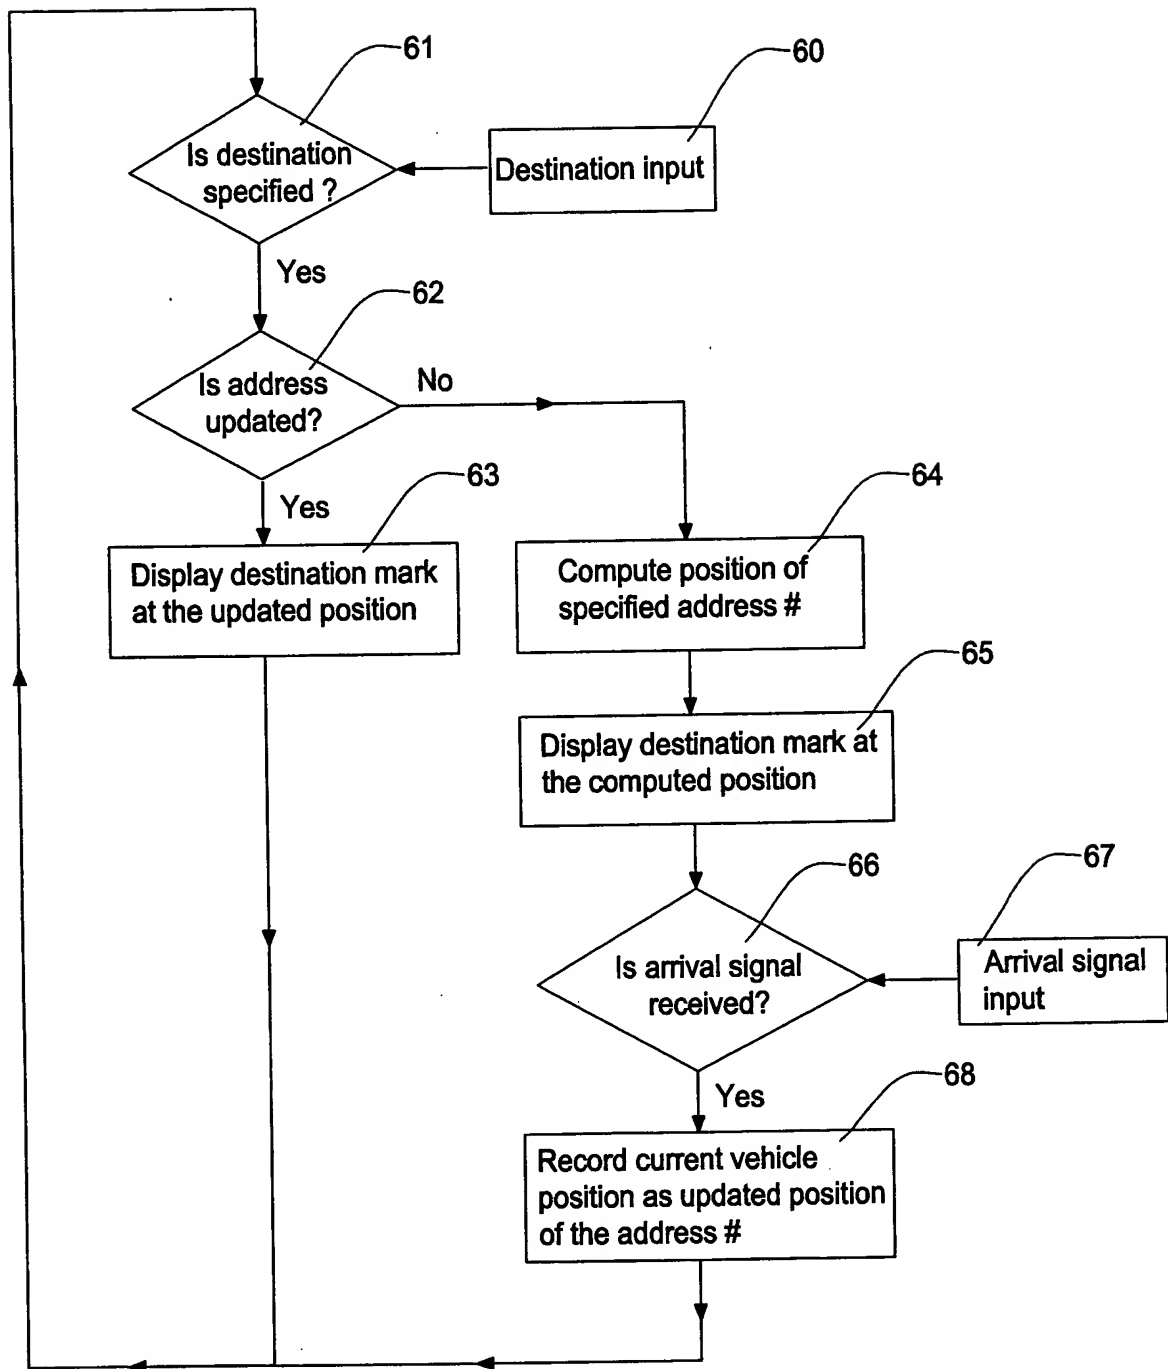 61
60
Is destination
specified ?
Destination input
Yes
62
Is address
updated?
No
63
Yes
64
Display destination mark
at the updated position
Compute position of
specified address #
65
Display destination mark at
the computed position
66
67
Is arrival signal
received?
Arrival signal
input
Yes
68
Record current vehicle
position as updated position
of the address #